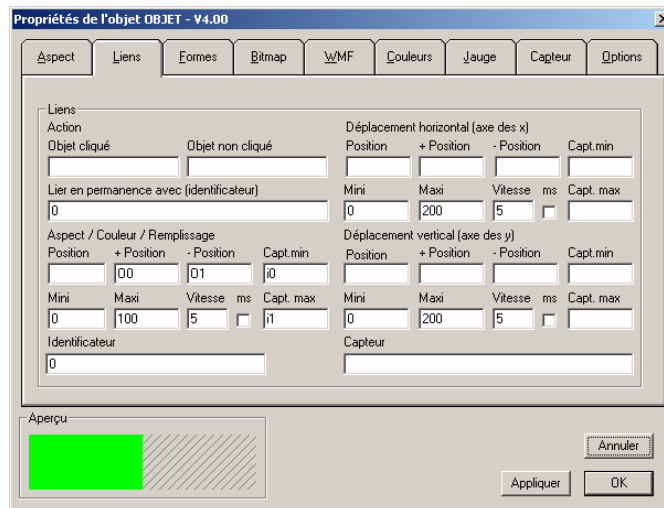 Propriétés de l'objet OBJET - V4.00
Aspect Liens Formes Bitmap WMF Couleurs Jauge Capteur Options
Liens
Action Déplacement horizontal (axe des x)
Objet cliqué Objet non cliqué Position + Position - Position Capt.min
Lier en permanence avec (identificateur) Mini Maxi Vitesse ms Capt. max
0 0 200 5
Aspect / Couleur / Remplissage Déplacement vertical (axe des y)
Position + Position - Position Capt.min Position + Position - Position Capt.min
O0 O1 i0
Mini Maxi Vitesse ms Capt. max Mini Maxi Vitesse ms Capt. max
0 100 5 i1 0 200 5
Identificateur Capteur
0
Aperçu
Annuler
Appliquer OK